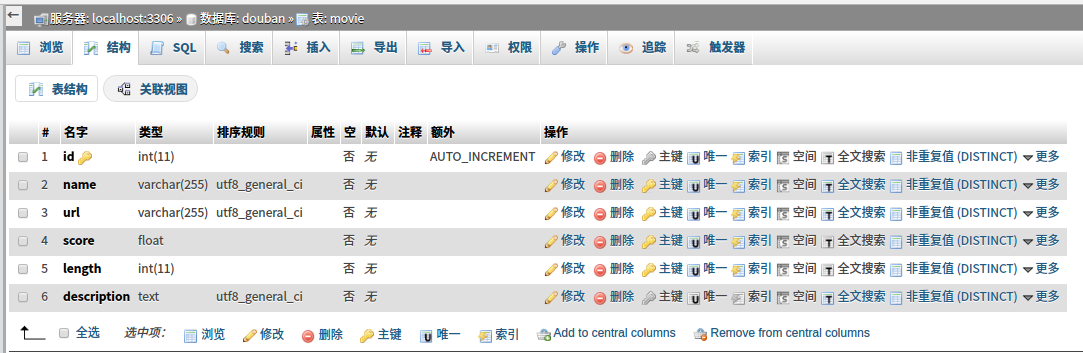 服务器: localhost:3306 » 数据库: douban » 表: movie
浏览 结构 SQL 搜索 插入 导出 导入 权限 操作 追踪 触发器
表结构 关联视图
# 名字 类型 排序规则 属性 空 默认 注释 额外 操作
1 id int(11) 否 无 AUTO_INCREMENT 修改 删除 主键 唯一 索引 空间 全文搜索 非重复值 (DISTINCT) 更多
2 name varchar(255) utf8_general_ci 否 无 修改 删除 主键 唯一 索引 空间 全文搜索 非重复值 (DISTINCT) 更多
3 url varchar(255) utf8_general_ci 否 无 修改 删除 主键 唯一 索引 空间 全文搜索 非重复值 (DISTINCT) 更多
4 score float 否 无 修改 删除 主键 唯一 索引 空间 全文搜索 非重复值 (DISTINCT) 更多
5 length int(11) 否 无 修改 删除 主键 唯一 索引 空间 全文搜索 非重复值 (DISTINCT) 更多
6 description text utf8_general_ci 否 无 修改 删除 主键 唯一 索引 空间 全文搜索 非重复值 (DISTINCT) 更多
全选 选中项: 浏览 修改 删除 主键 唯一 索引 Add to central columns Remove from central columns